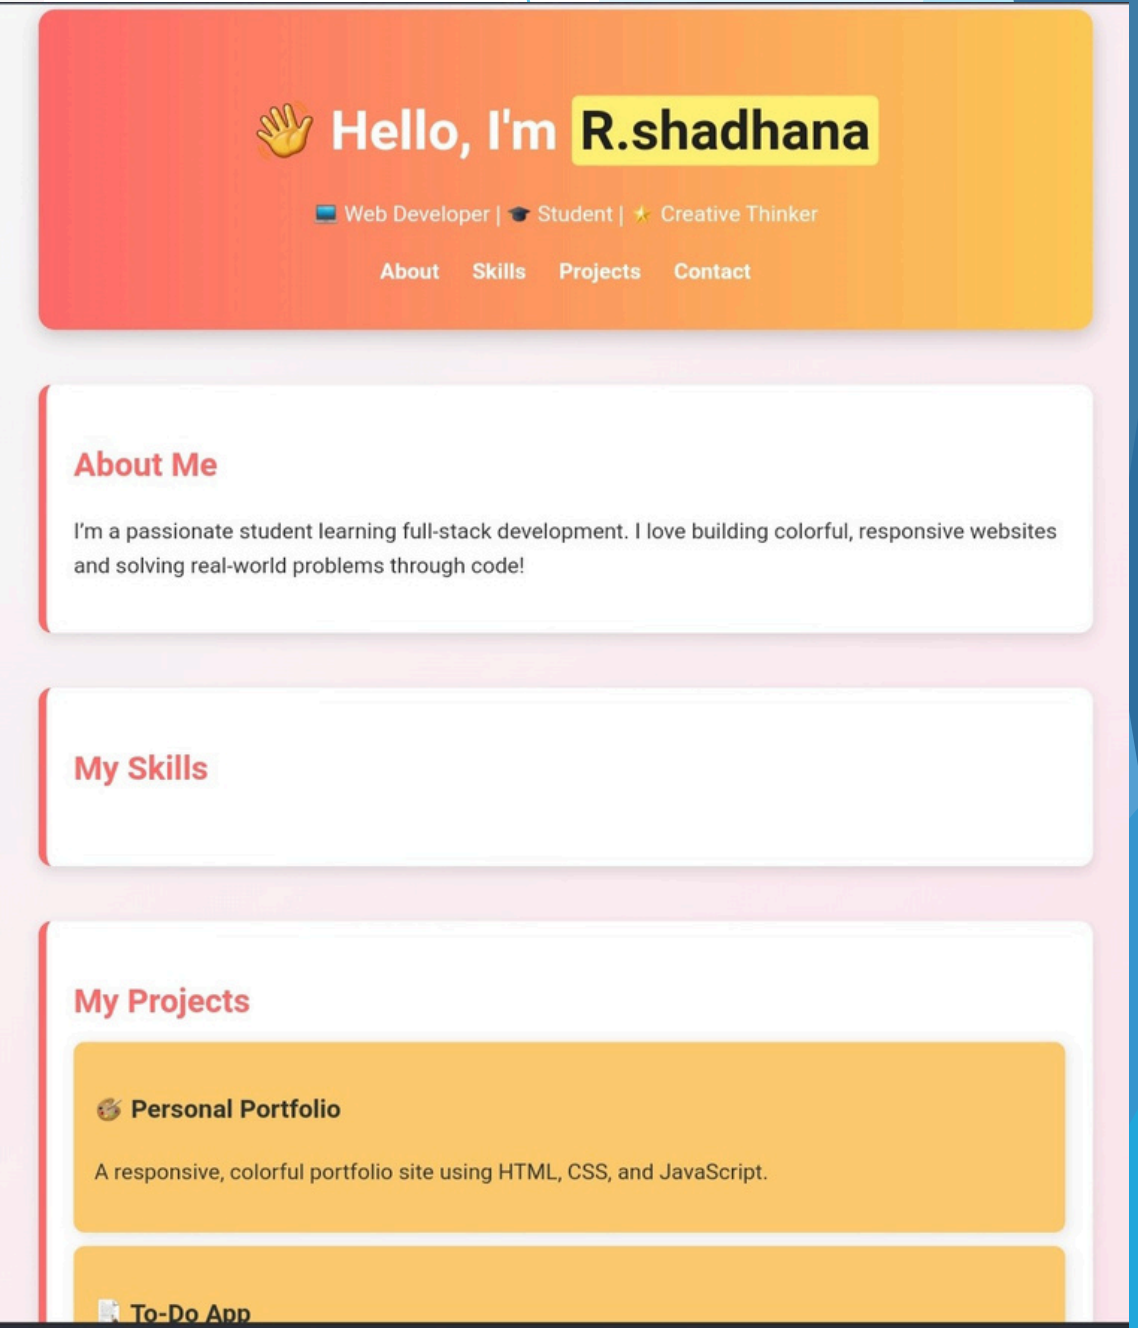 👋 Hello, I'm R.shadhana
💻 Web Developer | 🎓 Student | 🌟 Creative Thinker
About Skills Projects Contact
About Me
I’m a passionate student learning full-stack development. I love building colorful, responsive websites
and solving real-world problems through code!
My Skills
My Projects
🎨 Personal Portfolio
A responsive, colorful portfolio site using HTML, CSS, and JavaScript.
📑 To-Do App